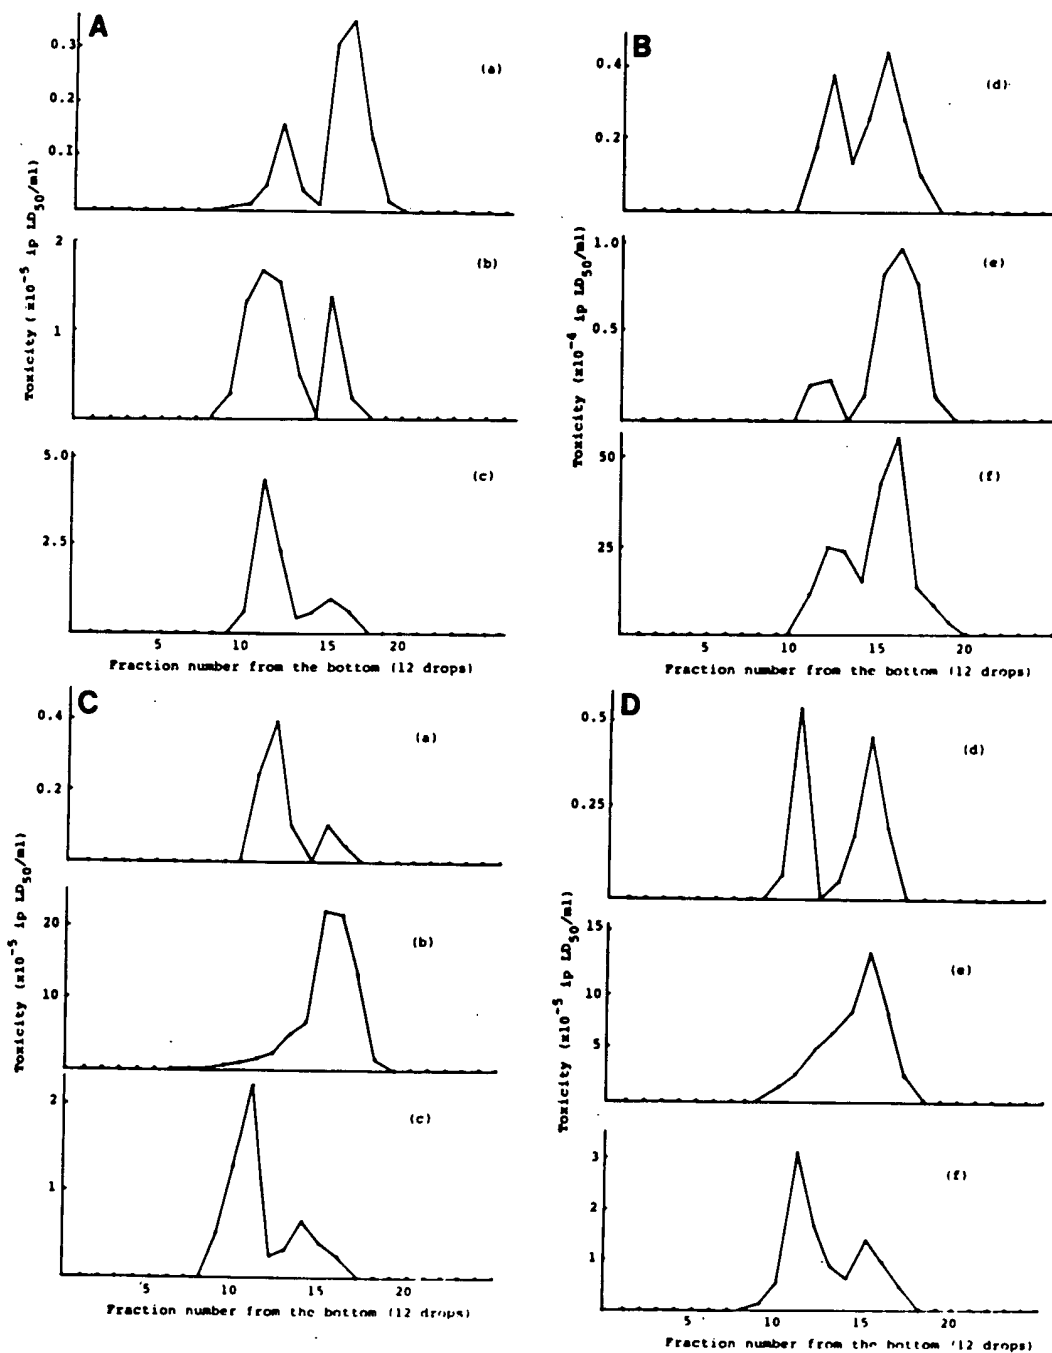 A
0.3
0.2
0.1
(a)
2
1
(b)
5.0
2.5
(c)
Toxicity (x10-5 ip LD50/ml)
5 10 15 20
Fraction number from the bottom (12 drops)
B
0.4
0.2
(d)
1.0
0.5
(e)
50
25
(f)
Toxicity (x10-4 ip LD50/ml)
5 10 15 20
Fraction number from the bottom (12 drops)
C
0.4
0.2
(a)
20
10
(b)
2
1
(c)
Toxicity (x10-5 ip LD50/ml)
5 10 15 20
Fraction number from the bottom (12 drops)
D
0.5
0.25
(d)
15
10
5
(e)
3
2
1
(f)
Toxicity (x10-5 ip LD50/ml)
5 10 15 20
Fraction number from the bottom (12 drops)